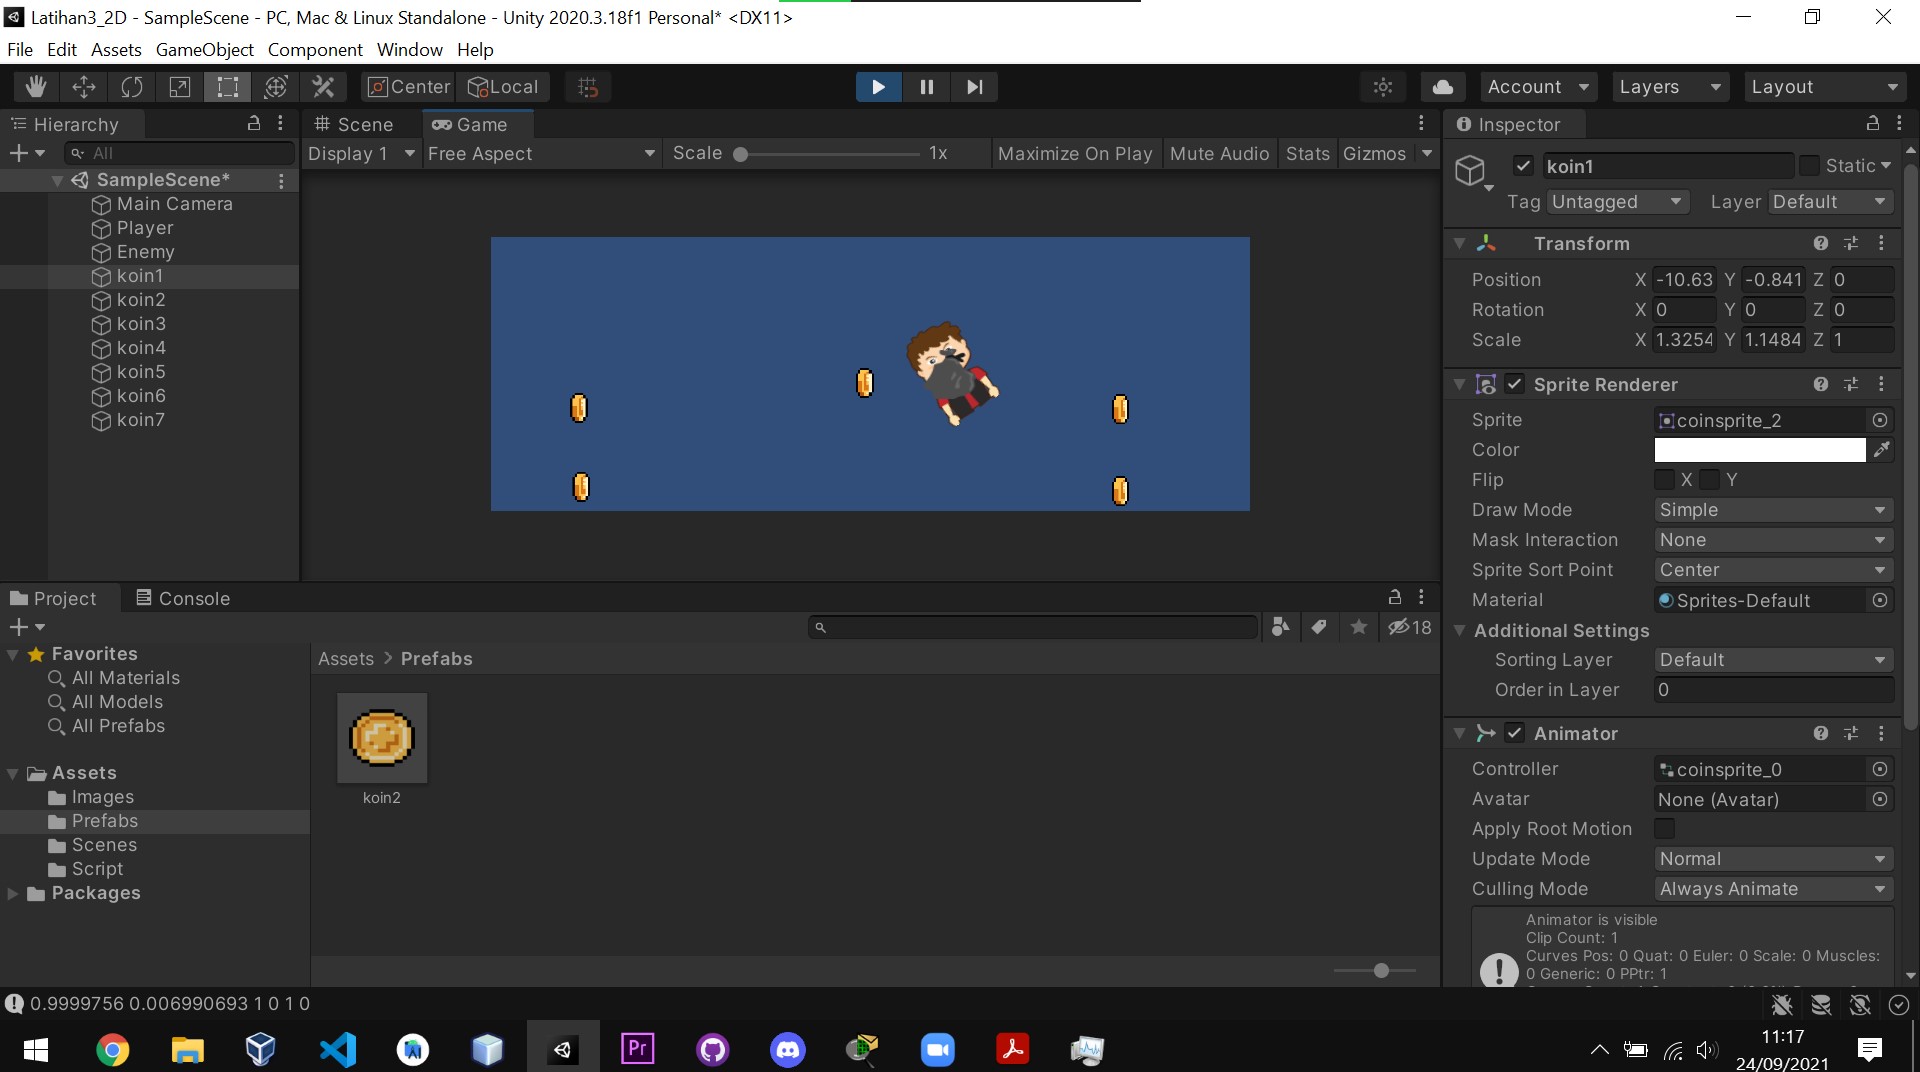 Latihan3_2D - SampleScene - PC, Mac & Linux Standalone - Unity 2020.3.18f1 Personal* <DX11>
File Edit Assets GameObject Component Window Help
Center Local Account Layers Layout
Hierarchy
All
SampleScene*
Main Camera
Player
Enemy
koin1
koin2
koin3
koin4
koin5
koin6
koin7
Scene Game
Display 1 Free Aspect Scale 1x Maximize On Play Mute Audio Stats Gizmos
Inspector
koin1 Static
Tag Untagged Layer Default
Transform
Position X -10.63 Y -0.841 Z 0
Rotation X 0 Y 0 Z 0
Scale X 1.3254 Y 1.1484 Z 1
Sprite Renderer
Sprite coinsprite_2
Color
Flip X Y
Draw Mode Simple
Mask Interaction None
Sprite Sort Point Center
Material Sprites-Default
Additional Settings
Sorting Layer Default
Order in Layer 0
Animator
Controller coinsprite_0
Avatar None (Avatar)
Apply Root Motion
Update Mode Normal
Culling Mode Always Animate
Animator is visible
Clip Count: 1
Curves Pos: 0 Quat: 0 Euler: 0 Scale: 0 Muscles:
0 Generic: 0 PPtr: 1
Project Console
18
Favorites
All Materials
All Models
All Prefabs
Assets
Images
Prefabs
Scenes
Script
Packages
Assets > Prefabs
koin2
0.9999756 0.006990693 1 0 1 0
Pr
11:17
24/09/2021